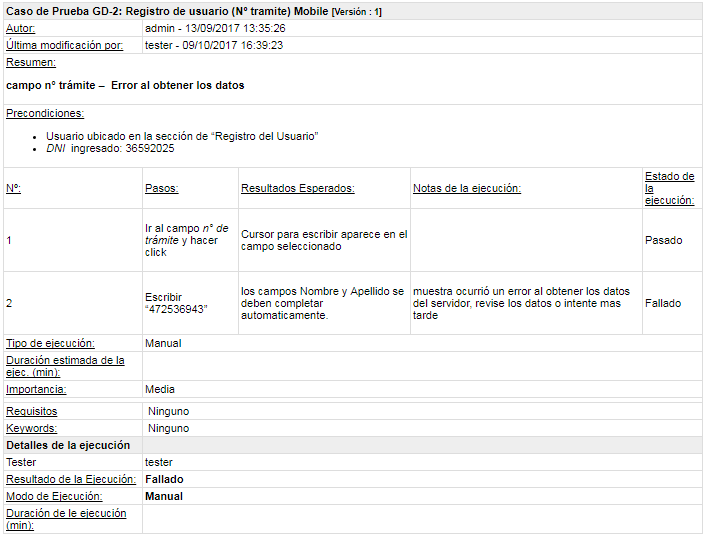 Caso de Prueba GD-2: Registro de usuario (Nº tramite) Mobile [Versión : 1]
Autor: admin - 13/09/2017 13:35:26
Última modificación por: tester - 09/10/2017 16:39:23
Resumen:
campo nº trámite – Error al obtener los datos
Precondiciones:
• Usuario ubicado en la sección de “Registro del Usuario”
• DNI ingresado: 36592025
Nº: Pasos: Resultados Esperados: Notas de la ejecución: Estado de
la
ejecución:
1
Ir al campo n° de
trámite y hacer
click
Cursor para escribir aparece en el
campo seleccionado
Pasado
2
Escribir
“472536943”
los campos Nombre y Apellido se
deben completar
automaticamente.
muestra ocurrió un error al obtener los datos
del servidor, revise los datos o intente mas
tarde
Fallado
Tipo de ejecución: Manual
Duración estimada de la
ejec. (min):
Importancia: Media
Requisitos Ninguno
Keywords: Ninguno
Detalles de la ejecución
Tester tester
Resultado de la Ejecución: Fallado
Modo de Ejecución: Manual
Duración de le ejecución
(min):